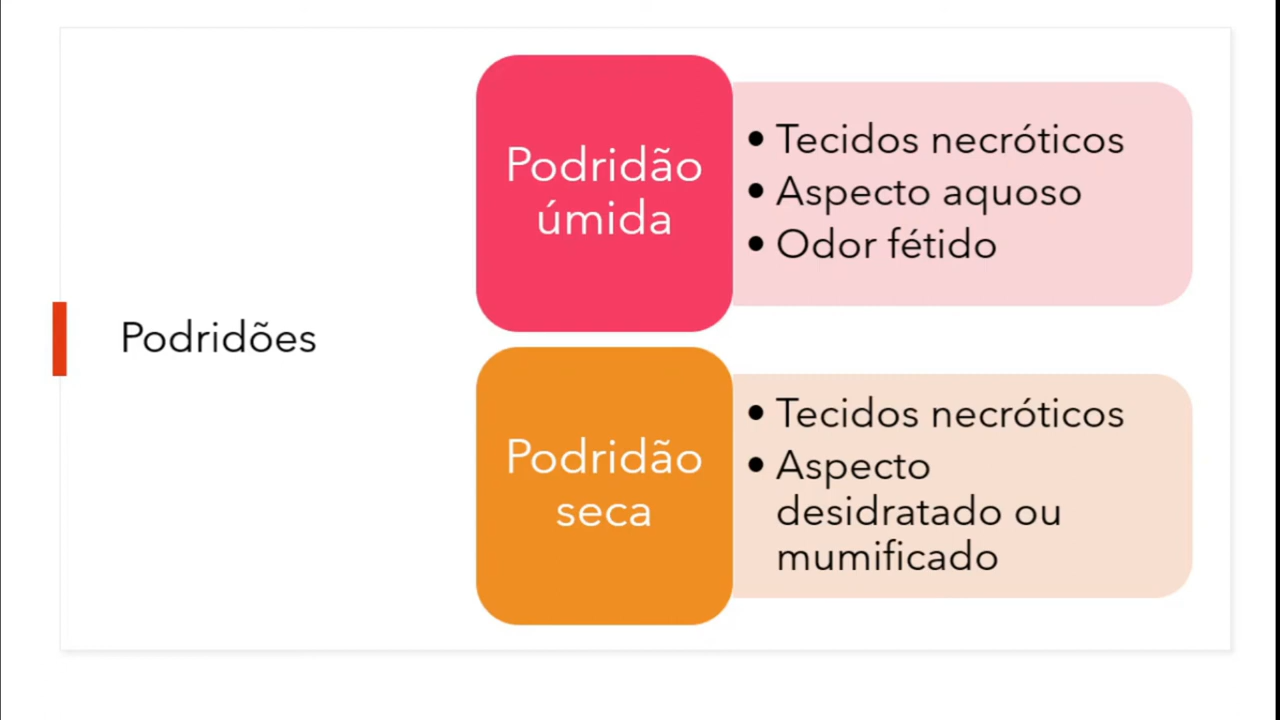 Podridões
Podridão
úmida
• Tecidos necróticos
• Aspecto aquoso
• Odor fétido
Podridão
seca
• Tecidos necróticos
• Aspecto
desidratado ou
mumificado